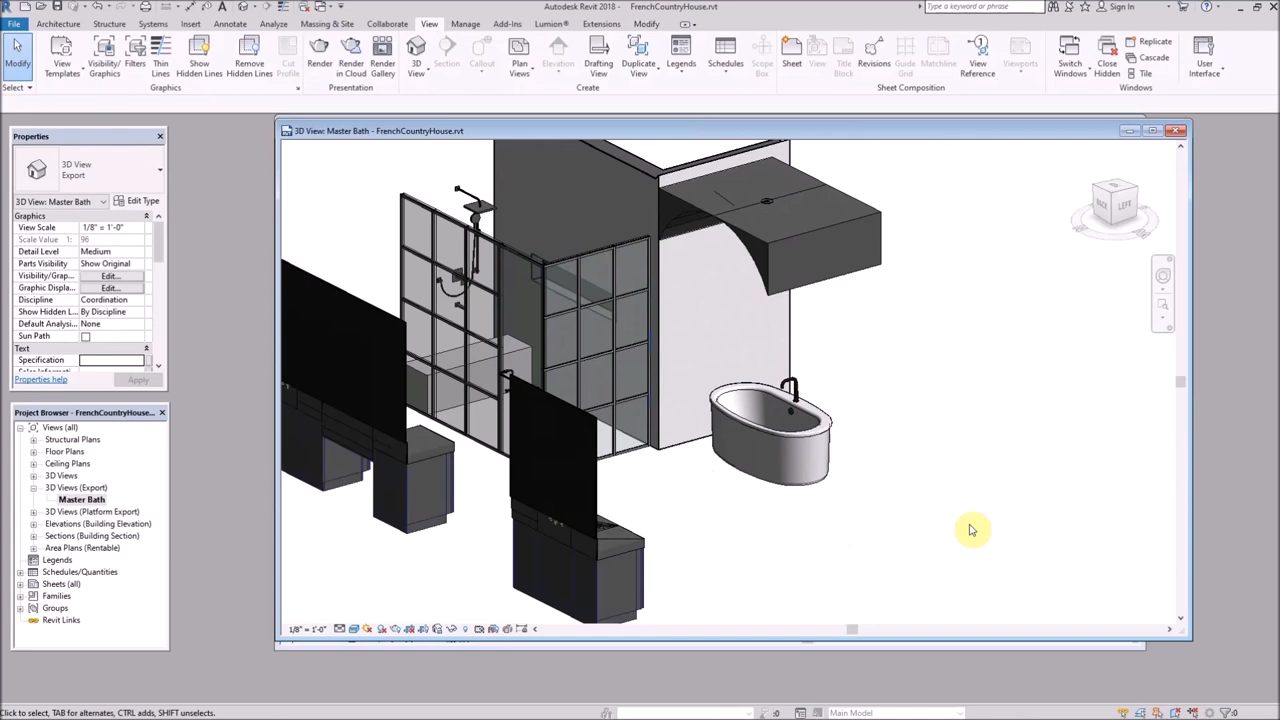 Autodesk Revit 2018 - FrenchCountryHouse.rvt
Type a keyword or phrase
Sign In
File Architecture Structure Systems Insert Annotate Analyze Massing & Site Collaborate View Manage Add-Ins Lumion® Extensions Modify
Modify
View Templates
Visibility/ Graphics
Filters
Thin Lines
Show Hidden Lines
Remove Hidden Lines
Cut Profile
Render
Render in Cloud
Render Gallery
3D View
Section
Callout
Plan Views
Elevation
Drafting View
Duplicate View
Legends
Schedules
Scope Box
Sheet
View
Title Block
Revisions
Guide Grid
Matchline
View Reference
Viewports
Switch Windows
Close Hidden
Replicate
Cascade
Tile
User Interface
Select
Graphics
Presentation
Create
Sheet Composition
Windows
Properties
3D View
Export
3D View: Master Bath
Edit Type
Graphics
View Scale 1/8" = 1'-0"
Scale Value 1: 96
Detail Level Medium
Parts Visibility Show Original
Visibility/Grap... Edit...
Graphic Displa... Edit...
Discipline Coordination
Show Hidden L... By Discipline
Default Analysi... None
Sun Path
Text
Specification
Properties help
Apply
Project Browser - FrenchCountryHouse...
Views (all)
Structural Plans
Floor Plans
Ceiling Plans
3D Views
3D Views (Export)
Master Bath
3D Views (Platform Export)
Elevations (Building Elevation)
Sections (Building Section)
Area Plans (Rentable)
Legends
Schedules/Quantities
Sheets (all)
Families
Groups
Revit Links
3D View: Master Bath - FrenchCountryHouse.rvt
BACK
LEFT
1/8" = 1'-0"
Click to select, TAB for alternates, CTRL adds, SHIFT unselects.
:0
Main Model
:0